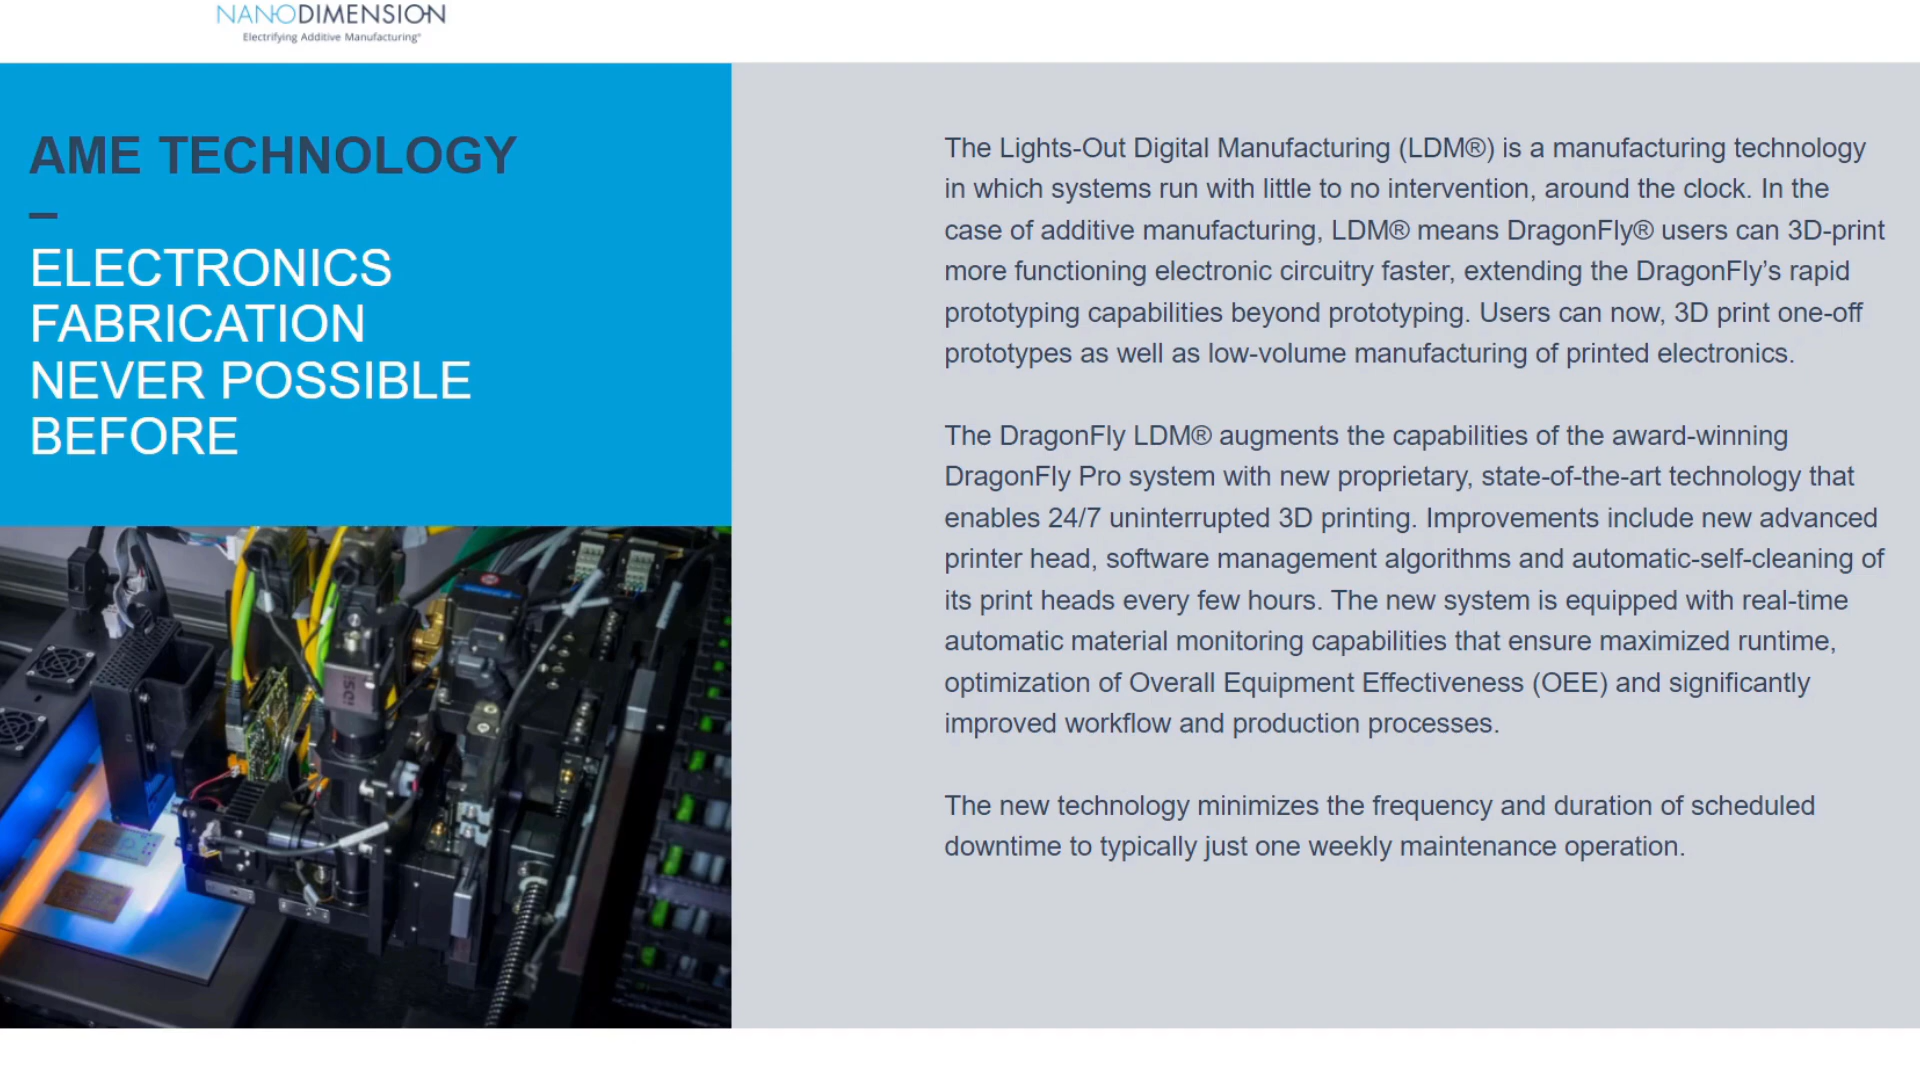 NANODIMENSION
Electrifying Additive Manufacturing®
AME TECHNOLOGY
–
ELECTRONICS
FABRICATION
NEVER POSSIBLE
BEFORE
The Lights-Out Digital Manufacturing (LDM®) is a manufacturing technology
in which systems run with little to no intervention, around the clock. In the
case of additive manufacturing, LDM® means DragonFly® users can 3D-print
more functioning electronic circuitry faster, extending the DragonFly’s rapid
prototyping capabilities beyond prototyping. Users can now, 3D print one-off
prototypes as well as low-volume manufacturing of printed electronics.
The DragonFly LDM® augments the capabilities of the award-winning
DragonFly Pro system with new proprietary, state-of-the-art technology that
enables 24/7 uninterrupted 3D printing. Improvements include new advanced
printer head, software management algorithms and automatic-self-cleaning of
its print heads every few hours. The new system is equipped with real-time
automatic material monitoring capabilities that ensure maximized runtime,
optimization of Overall Equipment Effectiveness (OEE) and significantly
improved workflow and production processes.
The new technology minimizes the frequency and duration of scheduled
downtime to typically just one weekly maintenance operation.